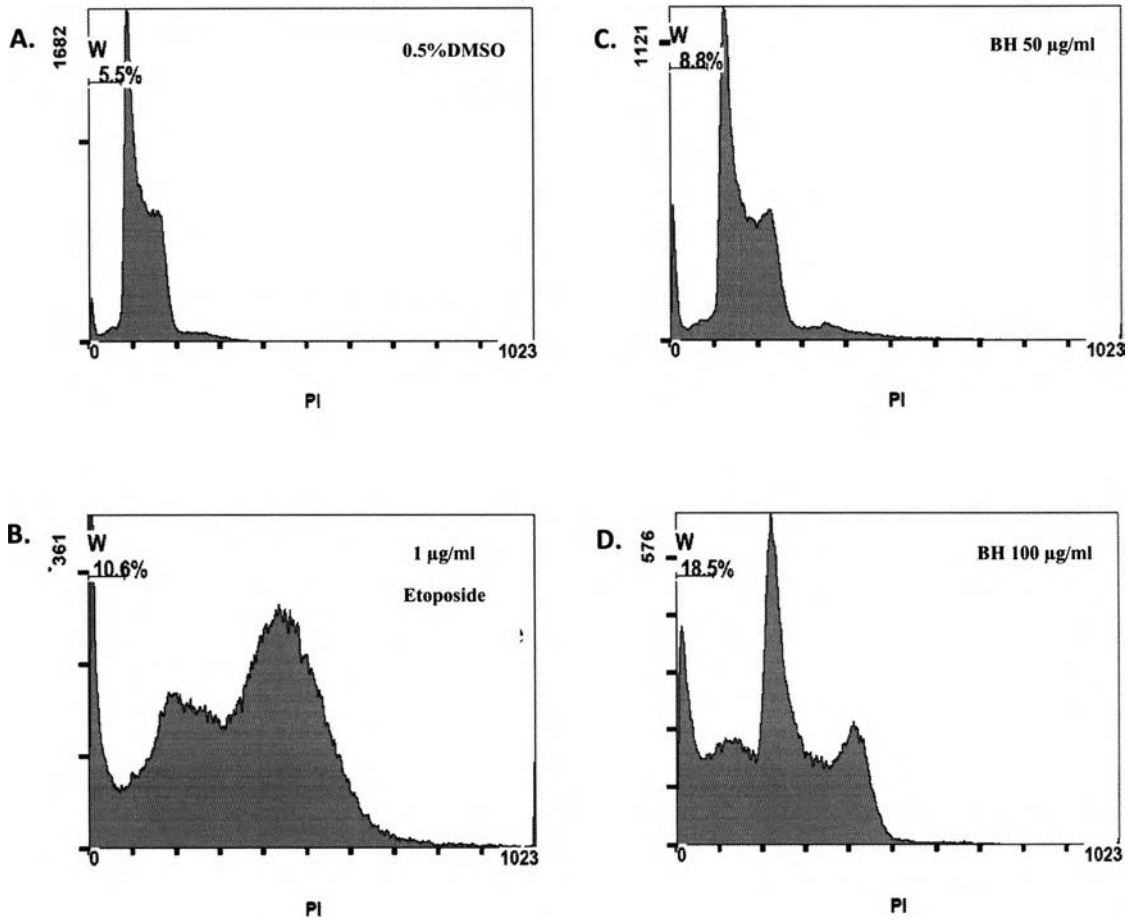 A.
1682
W
5.5%
0.5%DMSO
0
1023
PI
C.
1121
W
8.8%
BH 50 µg/ml
0
1023
PI
B.
361
W
10.6%
1 µg/ml
Etoposide
0
1023
PI
D.
576
W
18.5%
BH 100 µg/ml
0
1023
PI